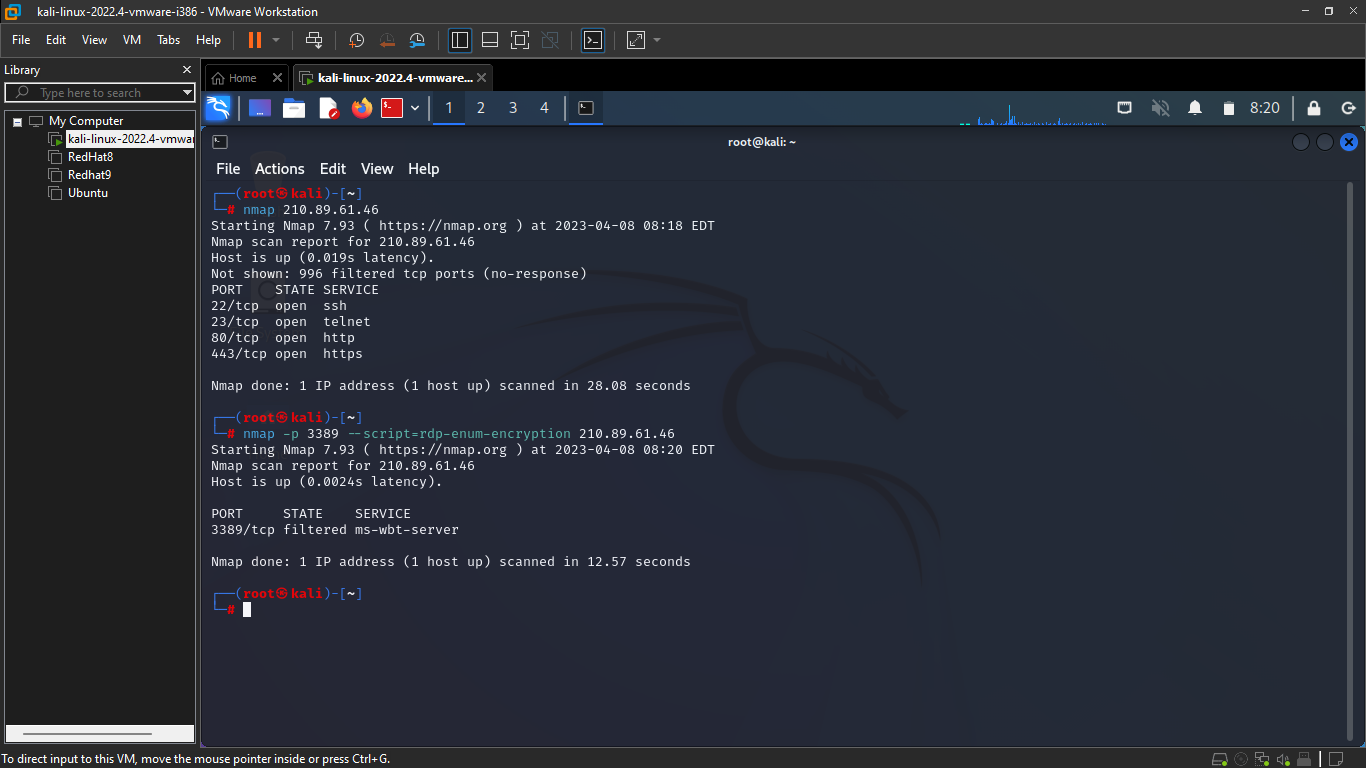 kali-linux-2022.4-vmware-i386 - VMware Workstation
File Edit View VM Tabs Help
Library
Type here to search
My Computer
kali-linux-2022.4-vmwar
RedHat8
Redhat9
Ubuntu
Home
kali-linux-2022.4-vmware...
1 2 3 4
8:20
root@kali: ~
File Actions Edit View Help
┌──(root㉿kali)-[~]
└─# nmap 210.89.61.46
Starting Nmap 7.93 ( https://nmap.org ) at 2023-04-08 08:18 EDT
Nmap scan report for 210.89.61.46
Host is up (0.019s latency).
Not shown: 996 filtered tcp ports (no-response)
PORT    STATE SERVICE
22/tcp  open  ssh
23/tcp  open  telnet
80/tcp  open  http
443/tcp open  https
Nmap done: 1 IP address (1 host up) scanned in 28.08 seconds
┌──(root㉿kali)-[~]
└─# nmap -p 3389 --script=rdp-enum-encryption 210.89.61.46
Starting Nmap 7.93 ( https://nmap.org ) at 2023-04-08 08:20 EDT
Nmap scan report for 210.89.61.46
Host is up (0.0024s latency).
PORT     STATE    SERVICE
3389/tcp filtered ms-wbt-server
Nmap done: 1 IP address (1 host up) scanned in 12.57 seconds
┌──(root㉿kali)-[~]
└─#
To direct input to this VM, move the mouse pointer inside or press Ctrl+G.